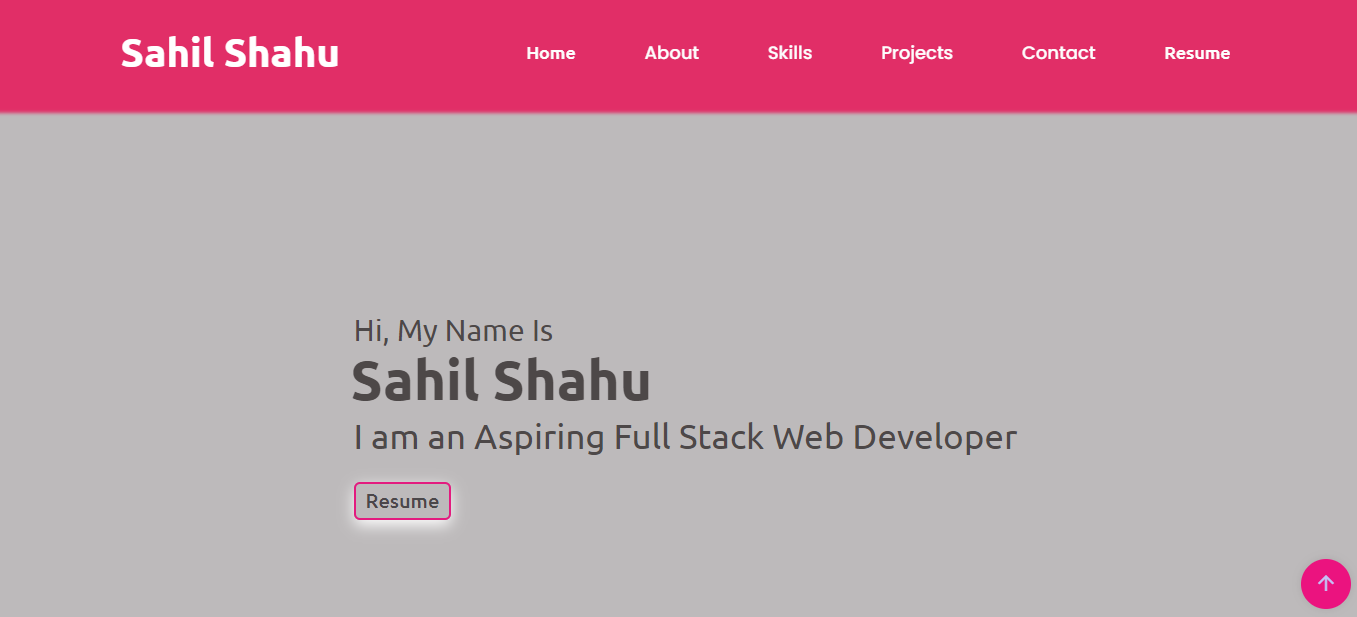 Sahil Shahu Home About Skills Projects Contact Resume
Hi, My Name Is
Sahil Shahu
I am an Aspiring Full Stack Web Developer
Resume